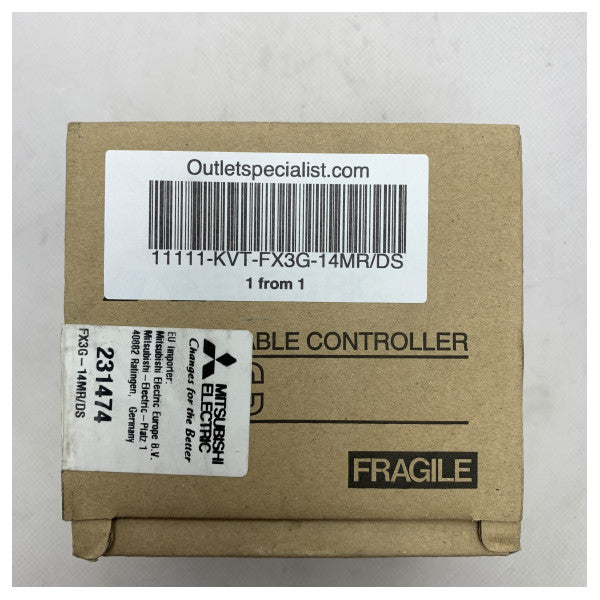 Outletspecialist.com
11111-KVT-FX3G-14MR/DS
1 from 1
ABLE CONTROLLER
C
FRAGILE
MITSUBISHI
ELECTRIC
Changes for the Better
EU importer:
Mitsubishi Electric Europe B.V.
Mitsubishi-Electric-Platz 1
40882 Ratingen, Germany
231474
FX3G-14MR/DS